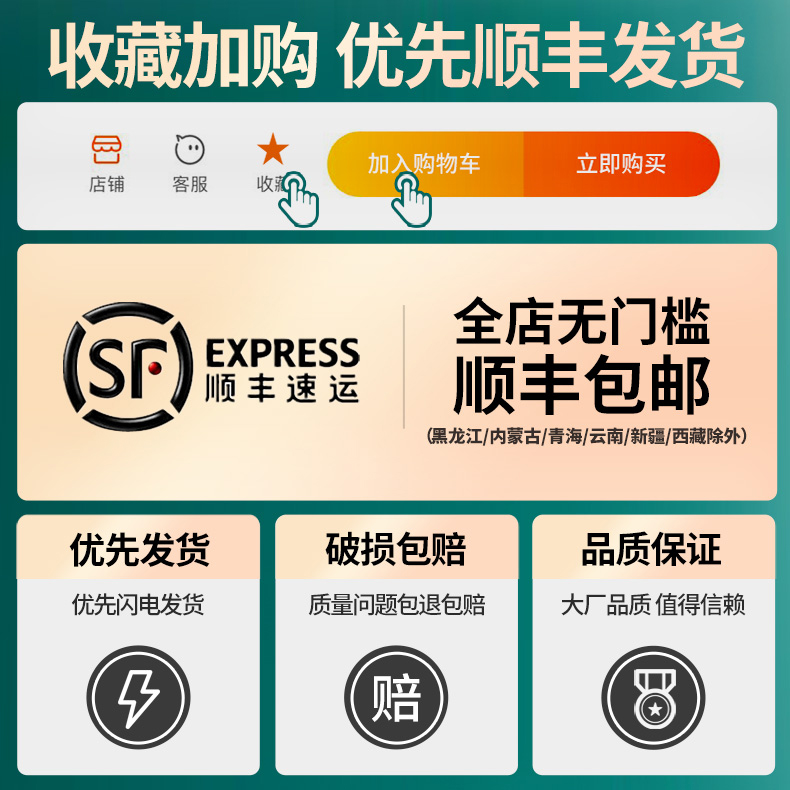 收藏加购 优先顺丰发货
店铺 客服 收藏 加入购物车 立即购买
SF EXPRESS
顺丰速运
全店无门槛
顺丰包邮
（黑龙江/内蒙古/青海/云南/新疆/西藏除外）
优先发货 破损包赔 品质保证
优先闪电发货 质量问题包退包赔 大厂品质 值得信赖
赔